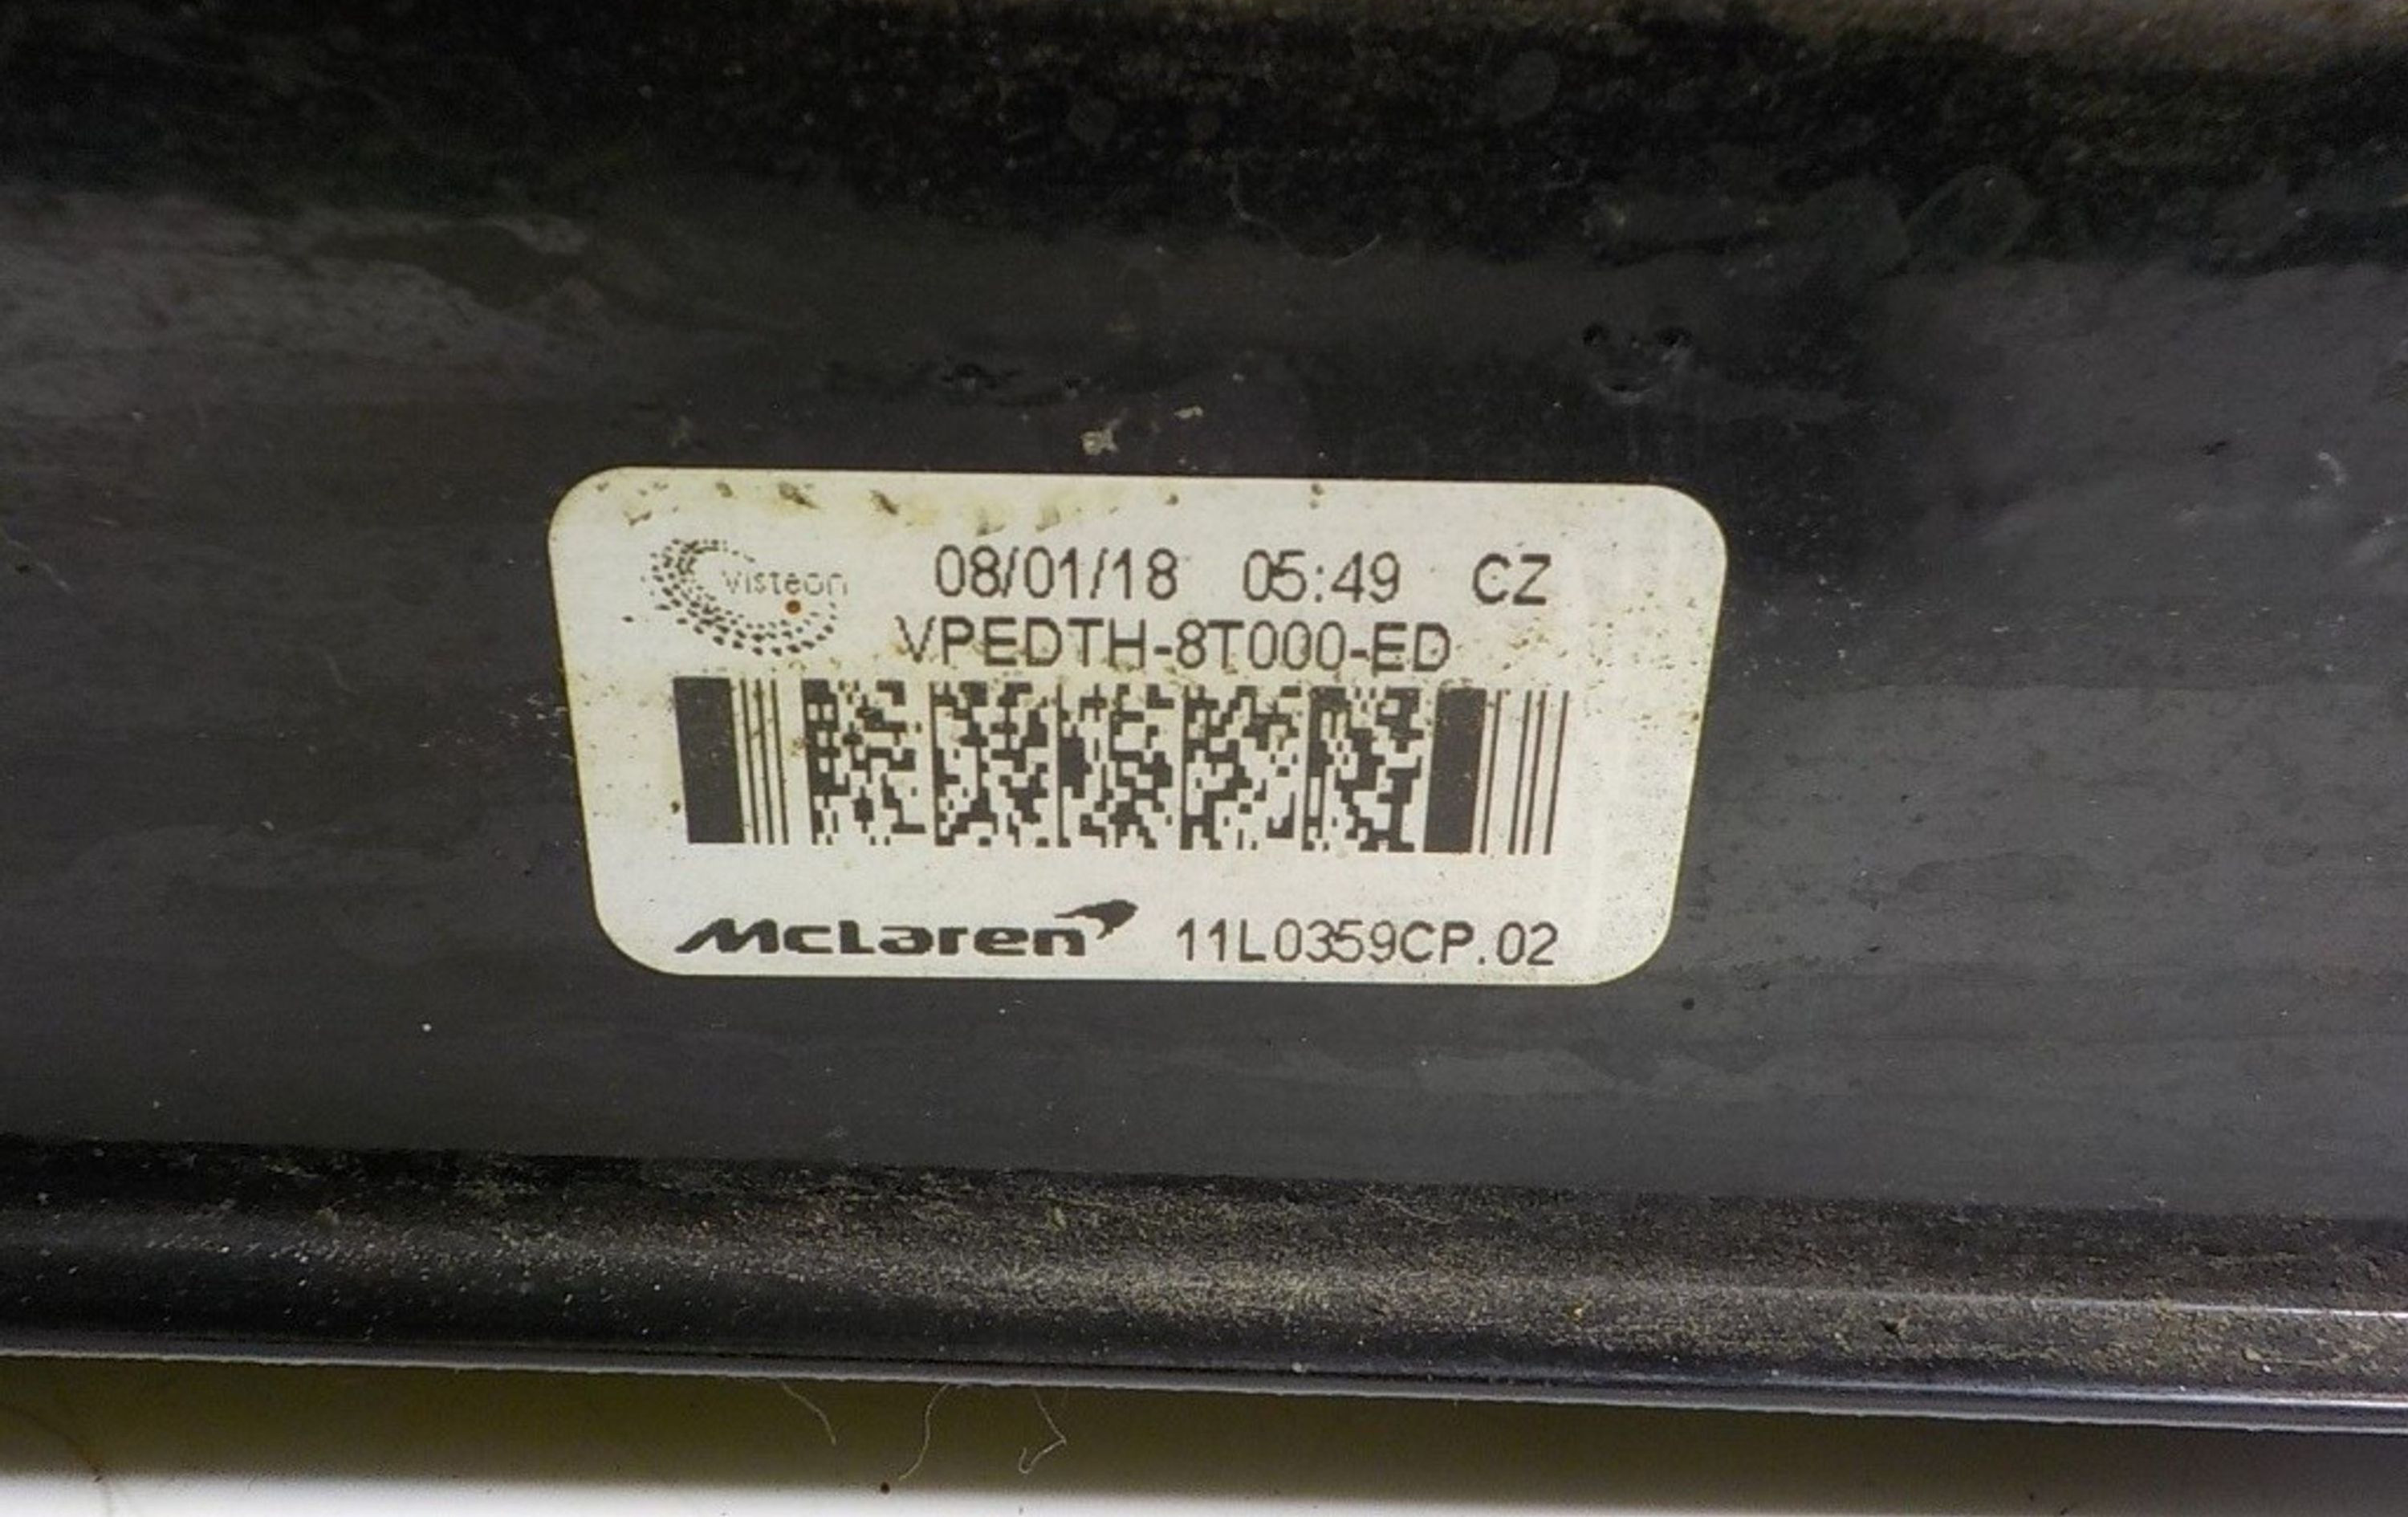 Visteon 08/01/18 05:49 CZ
VPEDTH-8T000-ED
McLaren 11L0359CP.02